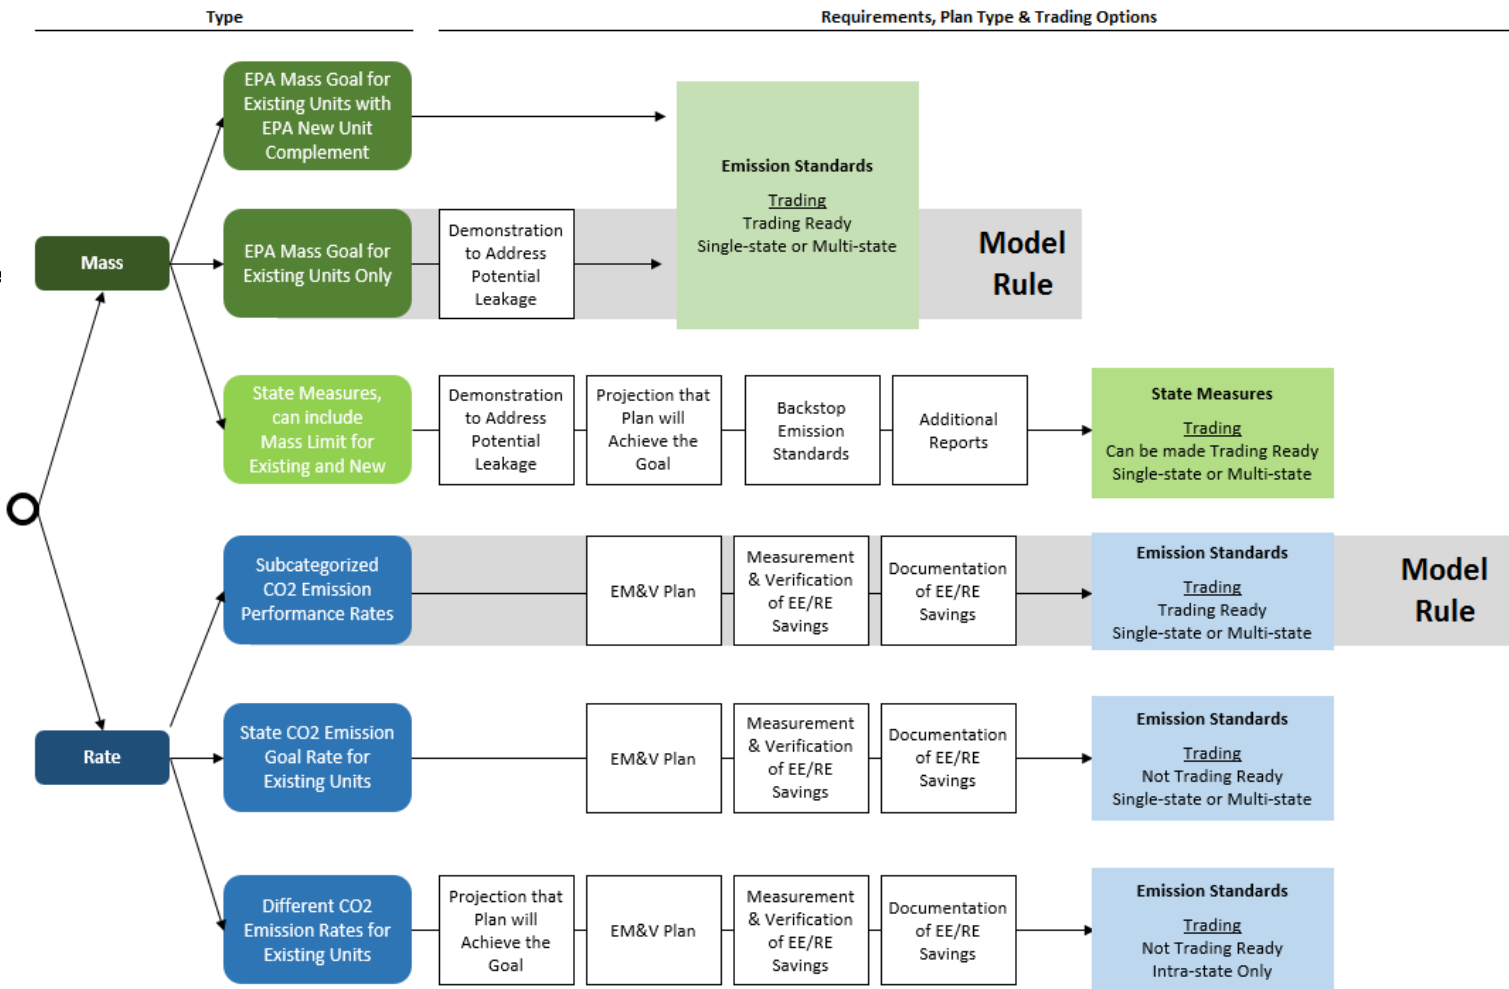 Type
Requirements, Plan Type & Trading Options
EPA Mass Goal for
Existing Units with
EPA New Unit
Complement
Emission Standards
Trading
Trading Ready
Single-state or Multi-state
Mass
EPA Mass Goal for
Existing Units Only
Demonstration
to Address
Potential
Leakage
Model
Rule
State Measures,
can include
Mass Limit for
Existing and New
Demonstration
to Address
Potential
Leakage
Projection that
Plan will
Achieve the
Goal
Backstop
Emission
Standards
Additional
Reports
State Measures
Trading
Can be made Trading Ready
Single-state or Multi-state
Subcategorized
CO2 Emission
Performance Rates
EM&V Plan
Measurement
& Verification
of EE/RE
Savings
Documentation
of EE/RE
Savings
Emission Standards
Trading
Trading Ready
Single-state or Multi-state
Model
Rule
Rate
State CO2 Emission
Goal Rate for
Existing Units
EM&V Plan
Measurement
& Verification
of EE/RE
Savings
Documentation
of EE/RE
Savings
Emission Standards
Trading
Not Trading Ready
Single-state or Multi-state
Different CO2
Emission Rates for
Existing Units
Projection that
Plan will
Achieve the
Goal
EM&V Plan
Measurement
& Verification
of EE/RE
Savings
Documentation
of EE/RE
Savings
Emission Standards
Trading
Not Trading Ready
Intra-state Only